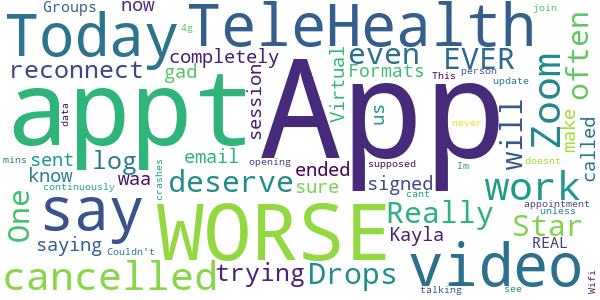 Groups
4g
now
TeleHealth
join
Today
completely
even
EVER
often
reconnect
gad
Formats
This
person
update
appt
App
data
session
Virtual
us
will
Zoom
make
called
never
sent
log
email
opening
ended
supposed
Im
doesnt
know
waa
crashes
deserve
sure
signed
cant
work
appointment
continuously
mins
One
say
WORSE
Really
unless
Star
Kayla
REAL
saying
Couldn't
video
cancelled
trying
Drops
talking
see
Wifi